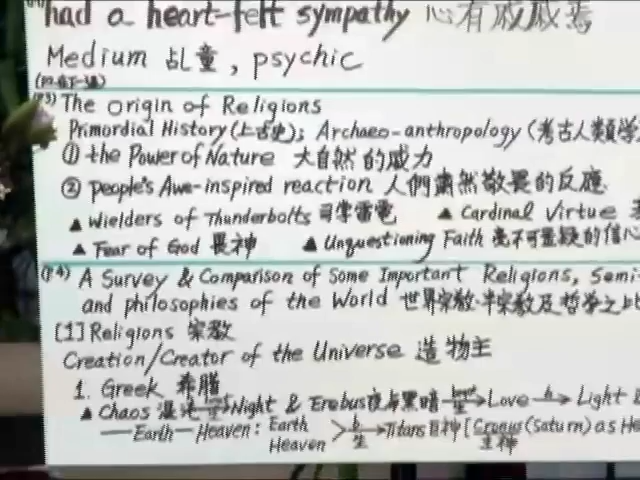 had a heart-felt sympathy 心有戚戚焉
Medium 乩童, psychic
(P3) The Origin of Religions
Primordial History (上古史); Archaeo-anthropology (考古人類學
① the Power of Nature 大自然的威力
② people's Awe-inspired reaction 人們肅然敬畏的反應
▲ Wielders of Thunderbolts 司掌雷電 ▲ Cardinal Virtue
▲ Fear of God 畏神 ▲ Unquestioning Faith 毫不可置疑的信心
(P4) A Survey & Comparison of Some Important Religions, Semi-
and philosophies of the World 世界宗教·半宗教及哲學之比
[1] Religions 宗教
Creation/Creator of the Universe 造物主
1. Greek 希臘
▲ Chaos 混沌 → Night & Erebus 夜與黑暗 → Love → Light &
— Earth — Heaven: Earth Heaven > b 生 → Titans 巨神 [Cronus (Saturn) as He
主神